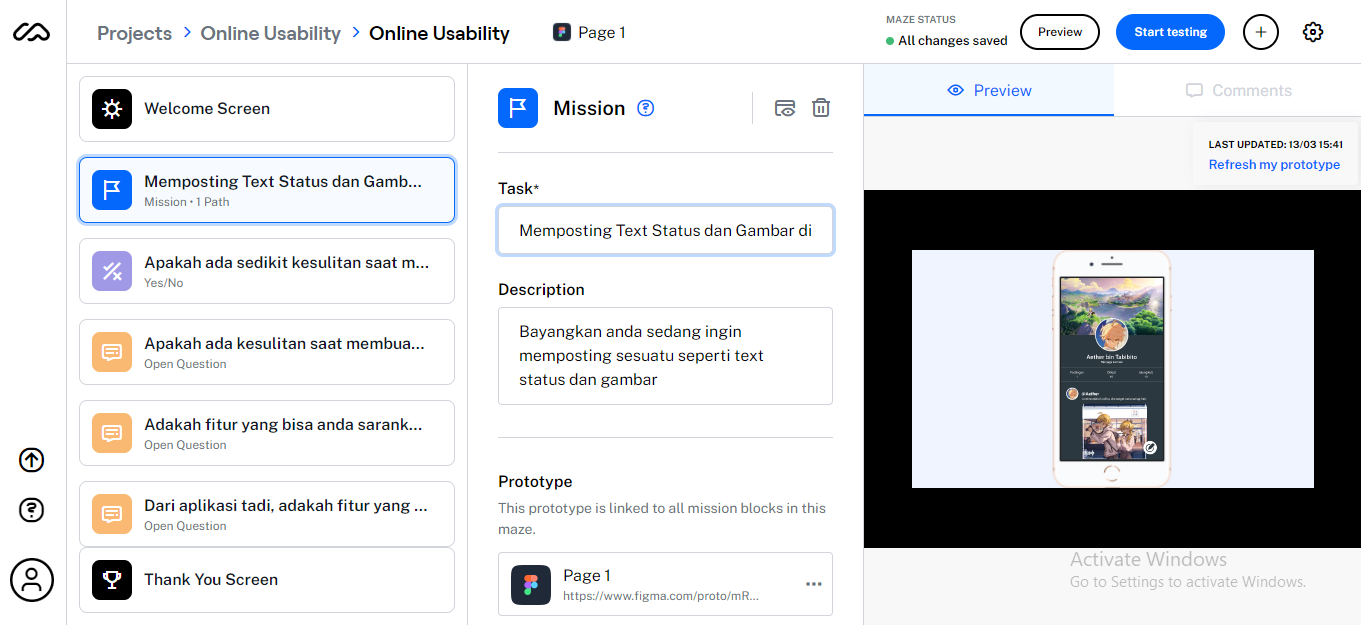 Projects > Online Usability > Online Usability
Page 1
MAZE STATUS
All changes saved
Preview
Start testing
Welcome Screen
Memposting Text Status dan Gamb...
Mission • 1 Path
Apakah ada sedikit kesulitan saat m...
Yes/No
Apakah ada kesulitan saat membua...
Open Question
Adakah fitur yang bisa anda sarank...
Open Question
Dari aplikasi tadi, adakah fitur yang ...
Open Question
Thank You Screen
Mission
Task*
Memposting Text Status dan Gambar di
Description
Bayangkan anda sedang ingin
memposting sesuatu seperti text
status dan gambar
Prototype
This prototype is linked to all mission blocks in this
maze.
Page 1
https://www.figma.com/proto/mR...
Preview
Comments
LAST UPDATED: 13/03 15:41
Refresh my prototype
Aether bin Tabibito
@Aether
Activate Windows
Go to Settings to activate Windows.